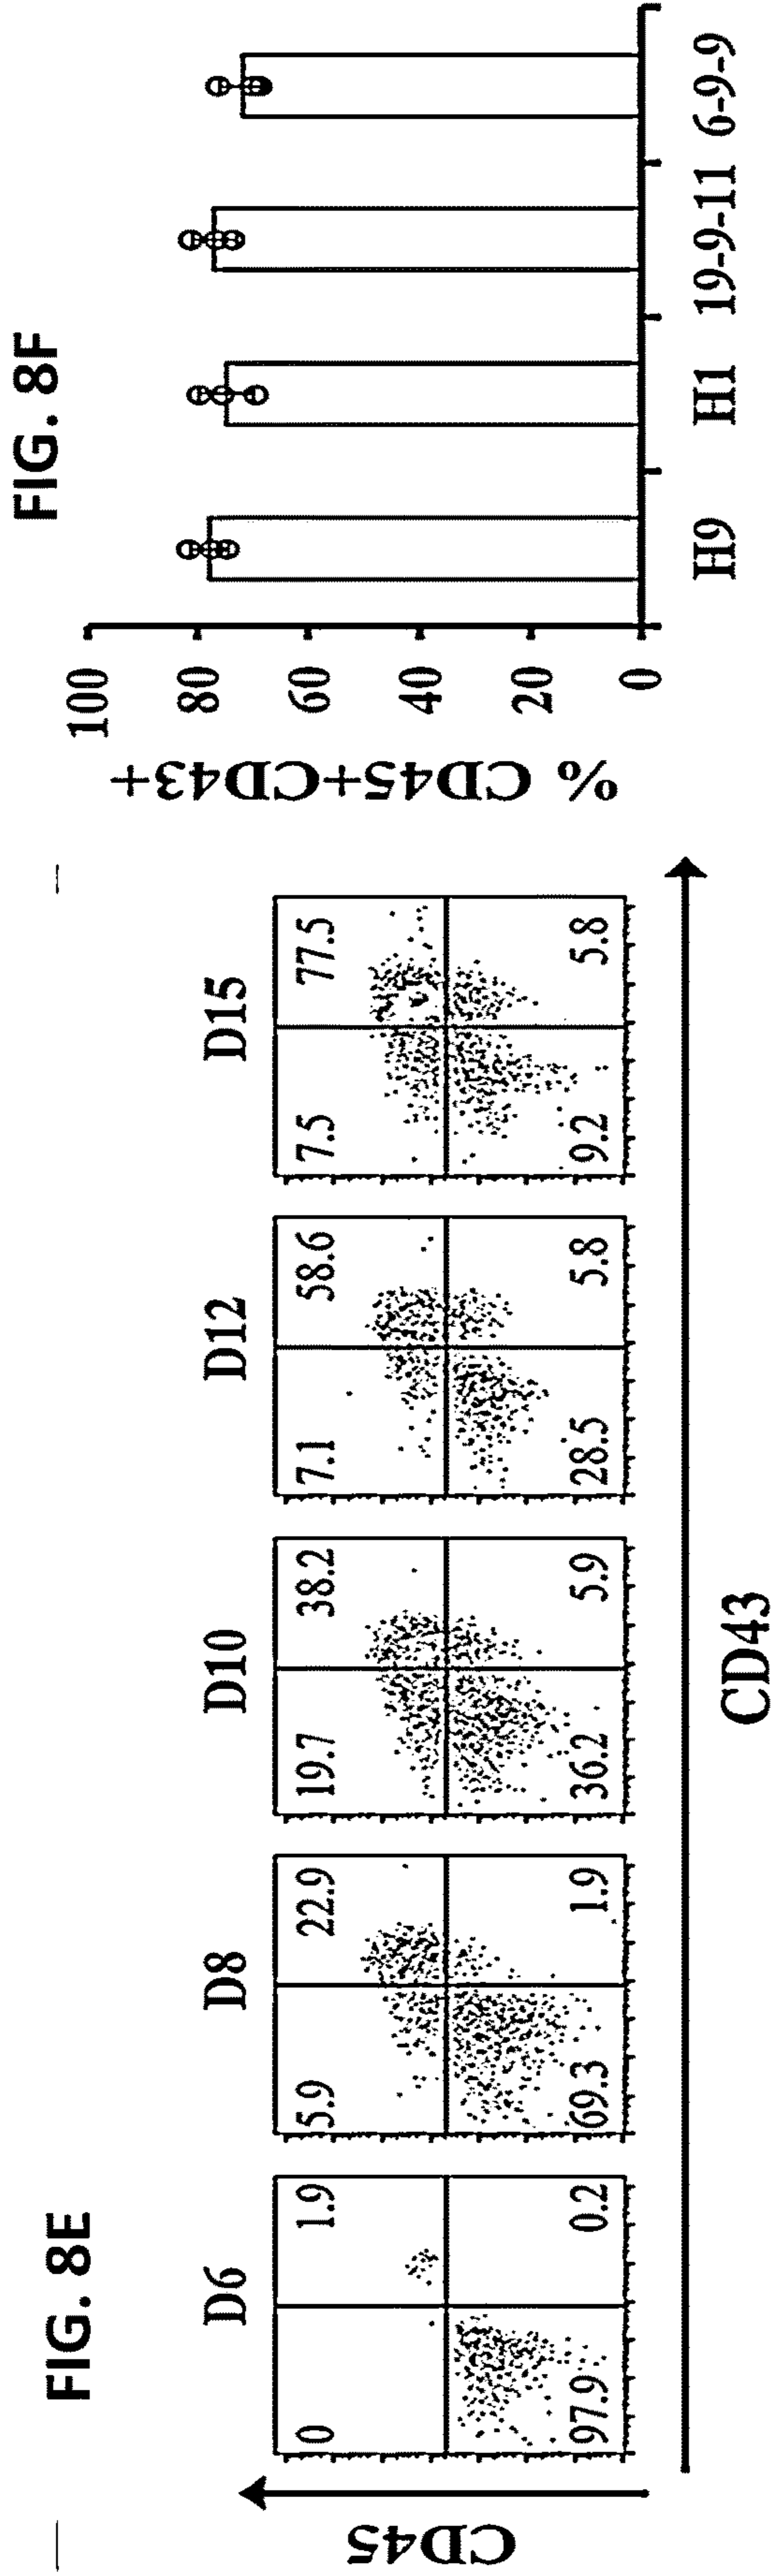 FIG. 8E
D6
D8
D10
D12
D15
0
1.9
5.9
22.9
19.7
38.2
7.1
58.6
7.5
77.5
97.9
0.2
69.3
1.9
36.2
5.9
28.5
5.8
9.2
5.8
CD45
CD43
FIG. 8F
% CD45+CD43+
100
80
60
40
20
0
H9
H1
19-9-11
6-9-9